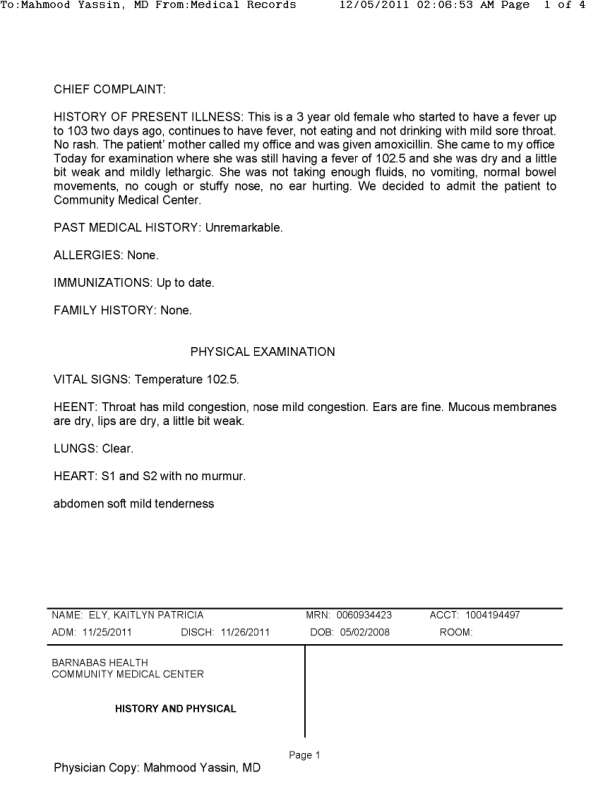 To:Mahmood Yassin, MD From:Medical Records 12/05/2011 02:06:53 AM Page 1 of 4
CHIEF COMPLAINT:
HISTORY OF PRESENT ILLNESS: This is a 3 year old female who started to have a fever up
to 103 two days ago, continues to have fever, not eating and not drinking with mild sore throat.
No rash. The patient' mother called my office and was given amoxicillin. She came to my office
Today for examination where she was still having a fever of 102.5 and she was dry and a little
bit weak and mildly lethargic. She was not taking enough fluids, no vomiting, normal bowel
movements, no cough or stuffy nose, no ear hurting. We decided to admit the patient to
Community Medical Center.
PAST MEDICAL HISTORY: Unremarkable.
ALLERGIES: None.
IMMUNIZATIONS: Up to date.
FAMILY HISTORY: None.
PHYSICAL EXAMINATION
VITAL SIGNS: Temperature 102.5.
HEENT: Throat has mild congestion, nose mild congestion. Ears are fine. Mucous membranes
are dry, lips are dry, a little bit weak.
LUNGS: Clear.
HEART: S1 and S2 with no murmur.
abdomen soft mild tenderness
NAME: ELY, KAITLYN PATRICIA MRN: 0060934423 ACCT: 1004194497
ADM: 11/25/2011 DISCH: 11/26/2011 DOB: 05/02/2008 ROOM:
BARNABAS HEALTH
COMMUNITY MEDICAL CENTER
HISTORY AND PHYSICAL
Page 1
Physician Copy: Mahmood Yassin, MD